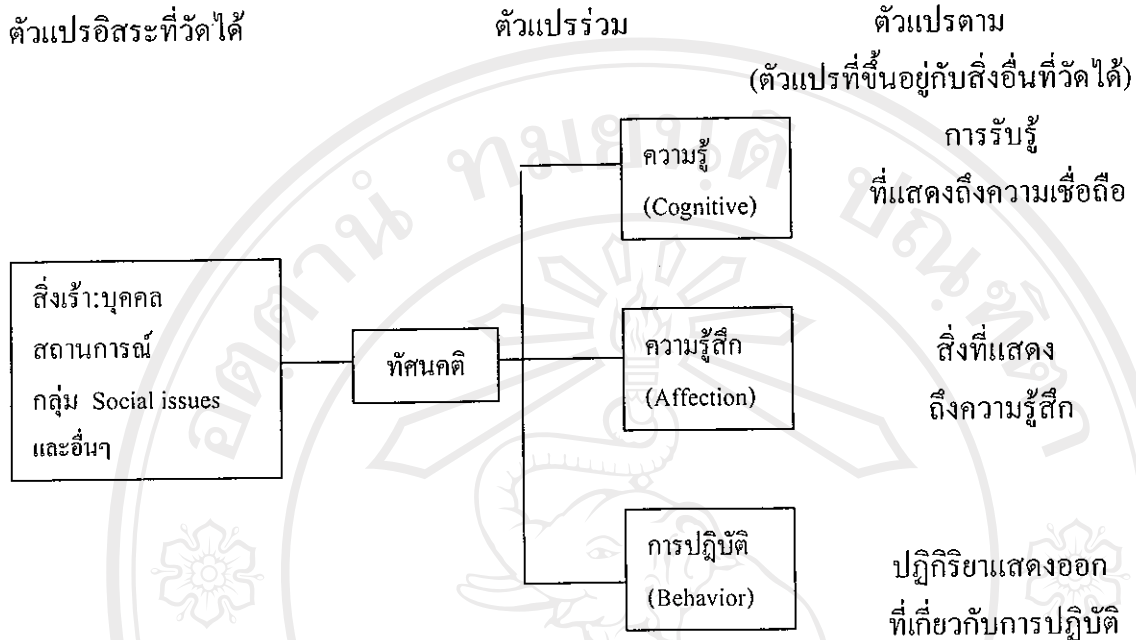 ตัวแปรอิสระที่วัดได้
ตัวแปรร่วม
ตัวแปรตาม
(ตัวแปรที่ขึ้นอยู่กับสิ่งอื่นที่วัดได้)
สิ่งเร้า:บุคคล
สถานการณ์
กลุ่ม Social issues
และอื่นๆ
ทัศนคติ
ความรู้
(Cognitive)
การรับรู้
ที่แสดงถึงความเชื่อถือ
ความรู้สึก
(Affection)
สิ่งที่แสดง
ถึงความรู้สึก
การปฎิบัติ
(Behavior)
ปฎิกิริยาแสดงออก
ที่เกี่ยวกับการปฎิบัติ